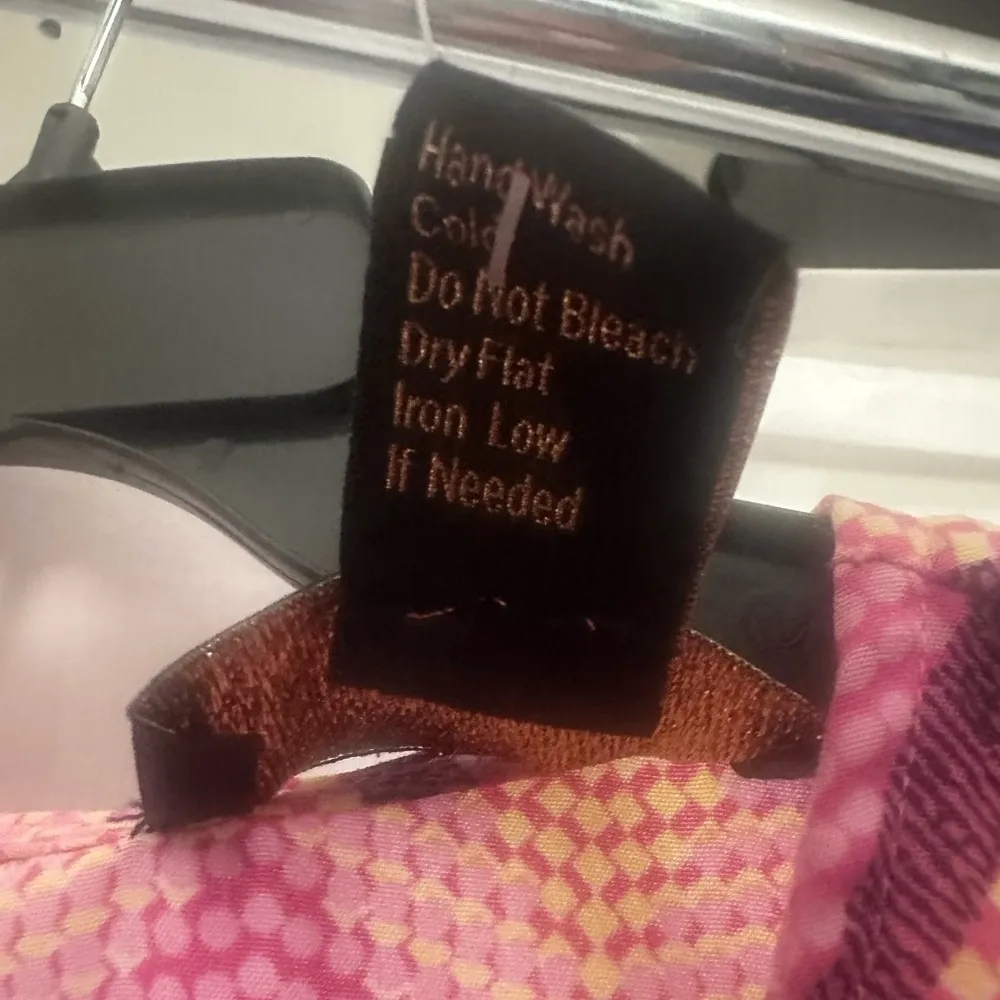 Hand Wash
Cold
Do Not Bleach
Dry Flat
Iron Low
If Needed